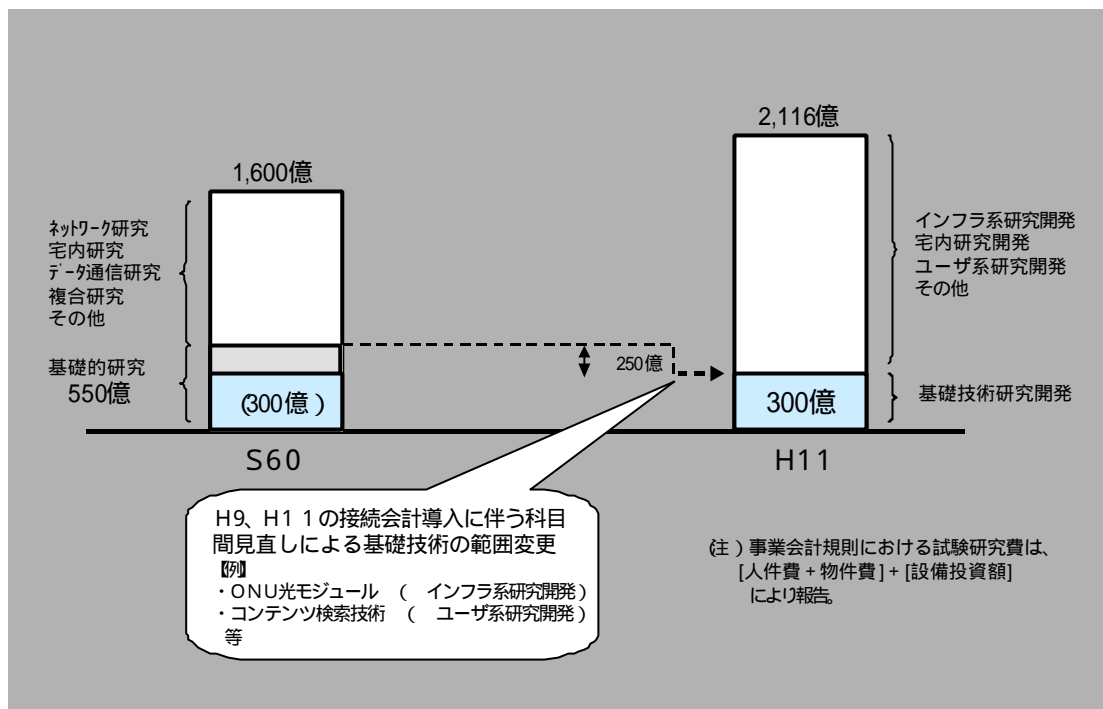 1,600億
ネットワーク研究
宅内研究
データ通信研究
複合研究
その他
基礎的研究
550億
(300億)
S60
250億
2,116億
インフラ系研究開発
宅内研究開発
ユーザ系研究開発
その他
300億
基礎技術研究開発
H11
H9、H11の接続会計導入に伴う科目
間見直しによる基礎技術の範囲変更
【例】
・ONU光モジュール ( インフラ系研究開発)
・コンテンツ検索技術 ( ユーザ系研究開発)
等
(注)事業会計規則における試験研究費は、
[人件費+物件費]+[設備投資額]
により報告。